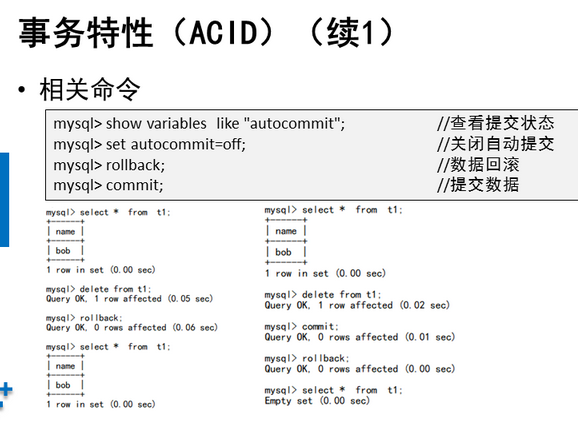 事务特性（ACID）（续1）
• 相关命令
mysql> show variables like "autocommit"; //查看提交状态
mysql> set autocommit=off; //关闭自动提交
mysql> rollback; //数据回滚
mysql> commit; //提交数据
mysql> select * from t1;
+------+
| name |
+------+
| bob |
+------+
1 row in set (0.00 sec)
mysql> delete from t1;
Query OK, 1 row affected (0.05 sec)
mysql> rollback;
Query OK, 0 rows affected (0.06 sec)
mysql> select * from t1;
+------+
| name |
+------+
| bob |
+------+
1 row in set (0.00 sec)
mysql> select * from t1;
+------+
| name |
+------+
| bob |
+------+
1 row in set (0.00 sec)
mysql> delete from t1;
Query OK, 1 row affected (0.02 sec)
mysql> commit;
Query OK, 0 rows affected (0.01 sec)
mysql> rollback;
Query OK, 0 rows affected (0.00 sec)
mysql> select * from t1;
Empty set (0.00 sec)